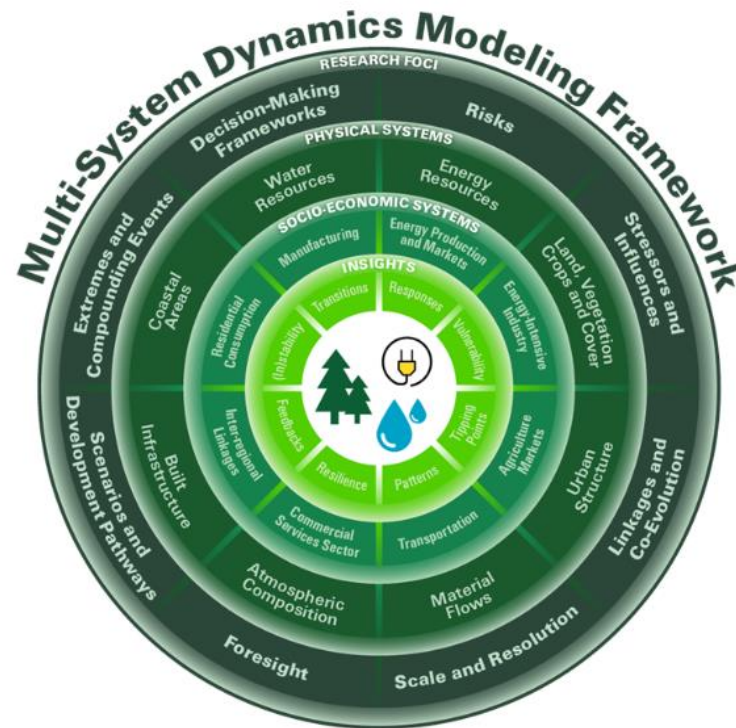 Multi-System Dynamics Modeling Framework
RESEARCH FOCI
Decision-Making
Frameworks
Risks
Stressors and
Influences
Linkages and
Co-Evolution
Scale and Resolution
Foresight
Scenarios and
Development Pathways
Extremes and
Compounding Events
PHYSICAL SYSTEMS
Water
Resources
Energy
Resources
Land, Vegetation
Crops and Cover
Urban
Structure
Material
Flows
Atmospheric
Composition
Built
Infrastructure
Coastal
Areas
SOCIO-ECONOMIC SYSTEMS
Manufacturing
Energy Production
and Markets
Energy-Intensive
Industry
Agriculture
Markets
Transportation
Commercial
Services Sector
Inter-regional
Linkages
Residential
Consumption
INSIGHTS
Transitions
Responses
Vulnerability
Tipping
Points
Patterns
Resilience
Feedbacks
(In)stability